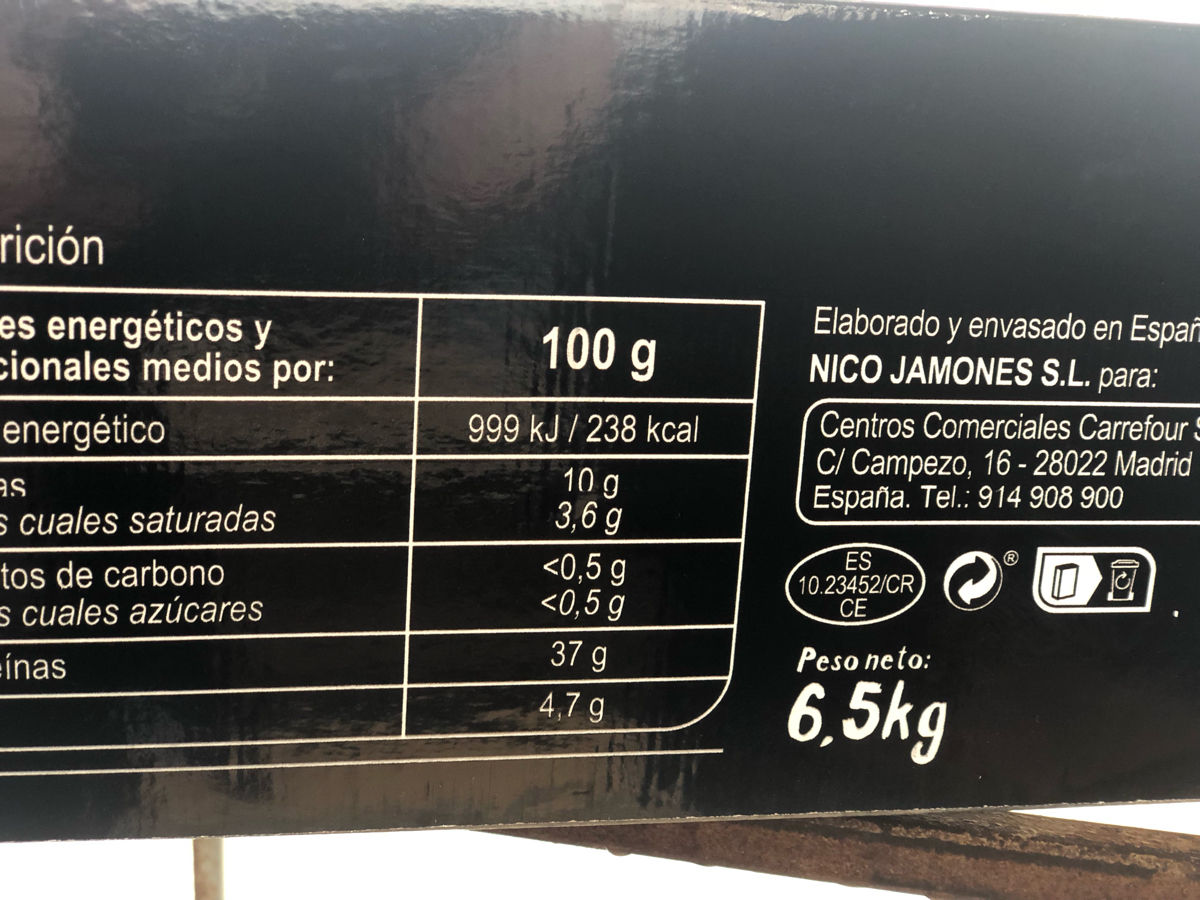 rición
es energéticos y
cionales medios por:
100 g
energético
999 kJ / 238 kcal
as
10 g
s cuales saturadas
3,6 g
tos de carbono
<0,5 g
s cuales azúcares
<0,5 g
eínas
37 g
4,7 g
Elaborado y envasado en Españ
NICO JAMONES S.L. para:
Centros Comerciales Carrefour S
C/ Campezo, 16 - 28022 Madrid
España. Tel.: 914 908 900
ES
10.23452/CR
CE
®
Peso neto:
6,5kg